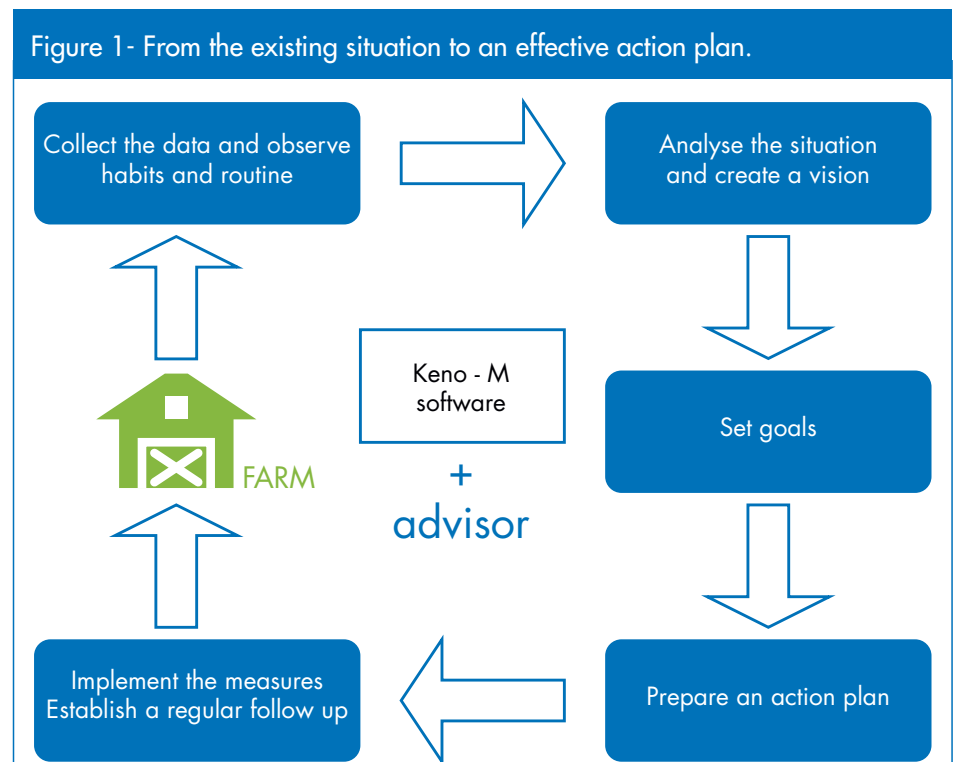 Figure 1- From the existing situation to an effective action plan.
Collect the data and observe
habits and routine
Analyse the situation
and create a vision
Keno - M
software
+
advisor
Set goals
FARM
Implement the measures
Establish a regular follow up
Prepare an action plan